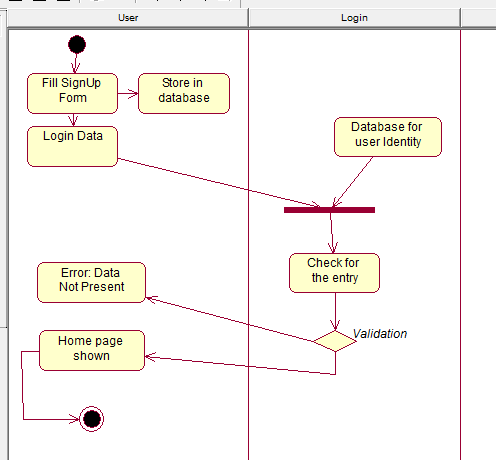 User
Login
Fill SignUp
Form
Store in
database
Login Data
Database for
user Identity
Check for
the entry
Error: Data
Not Present
Validation
Home page
shown